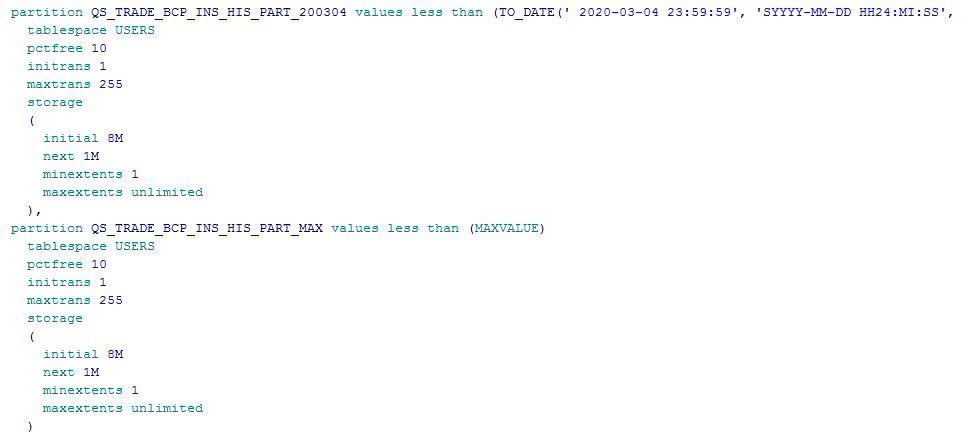 partition QS_TRADE_BCP_INS_HIS_PART_200304 values less than (TO_DATE(' 2020-03-04 23:59:59', 'SYYYY-MM-DD HH24:MI:SS',
tablespace USERS
pctfree 10
initrans 1
maxtrans 255
storage
(
initial 8M
next 1M
minextents 1
maxextents unlimited
),
partition QS_TRADE_BCP_INS_HIS_PART_MAX values less than (MAXVALUE)
tablespace USERS
pctfree 10
initrans 1
maxtrans 255
storage
(
initial 8M
next 1M
minextents 1
maxextents unlimited
)